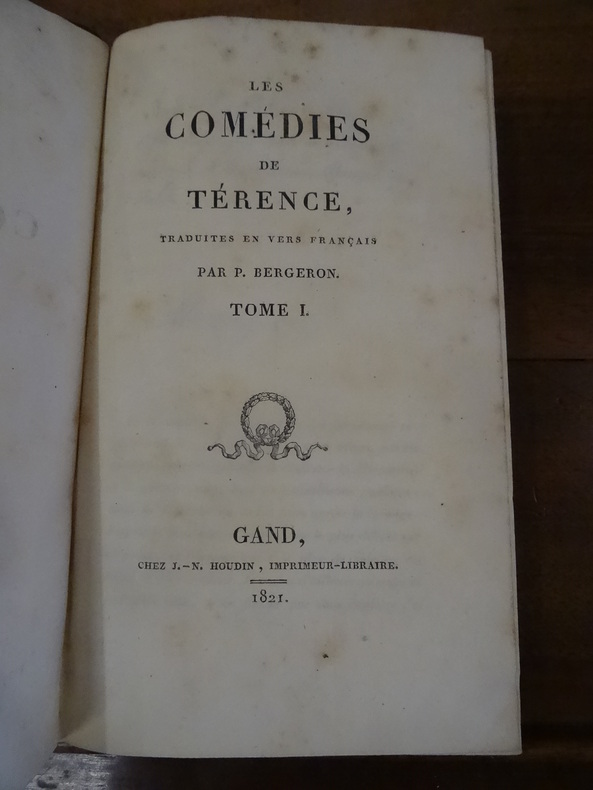 LES
COMÉDIES
DE
TÉRENCE,
TRADUITES EN VERS FRANÇAIS
PAR P. BERGERON.
TOME I.
GAND,
CHEZ J.-N. HOUDIN, IMPRIMEUR-LIBRAIRE.
1821.